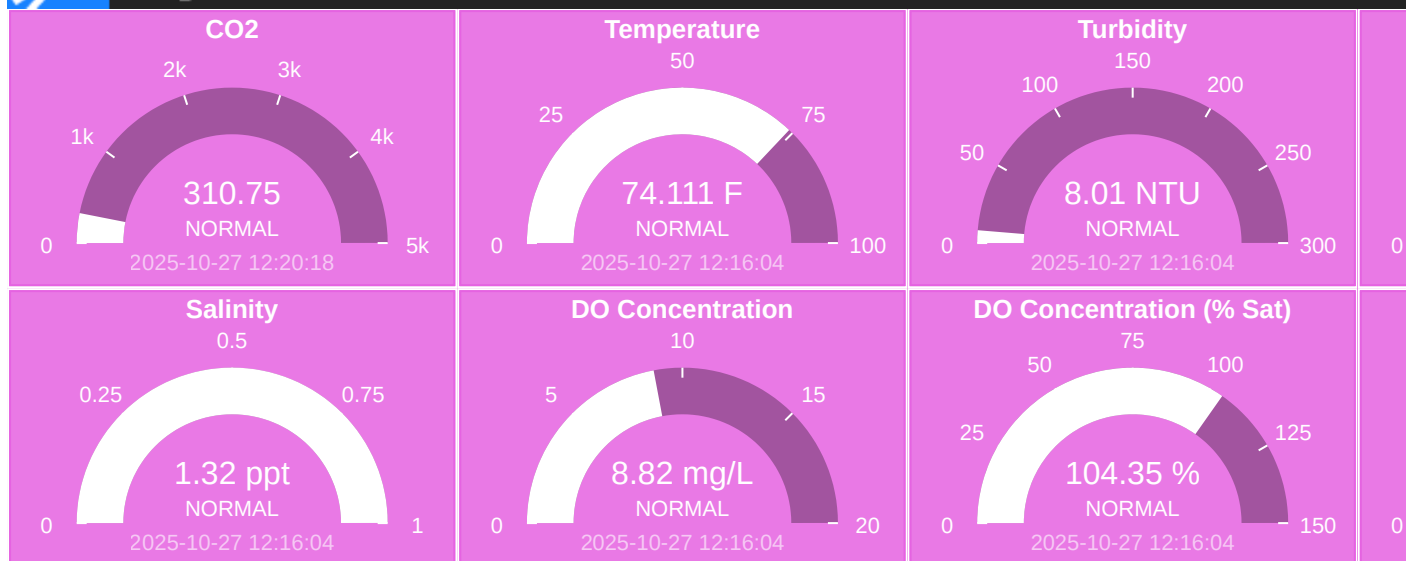 CO2
0
1k
2k
3k
4k
5k
310.75
NORMAL
2025-10-27 12:20:18
Temperature
0
25
50
75
100
74.111 F
NORMAL
2025-10-27 12:16:04
Turbidity
0
50
100
150
200
250
300
8.01 NTU
NORMAL
2025-10-27 12:16:04
0
Salinity
0
0.25
0.5
0.75
1
1.32 ppt
NORMAL
2025-10-27 12:16:04
DO Concentration
0
5
10
15
20
8.82 mg/L
NORMAL
2025-10-27 12:16:04
DO Concentration (% Sat)
0
25
50
75
100
125
150
104.35 %
NORMAL
2025-10-27 12:16:04
0